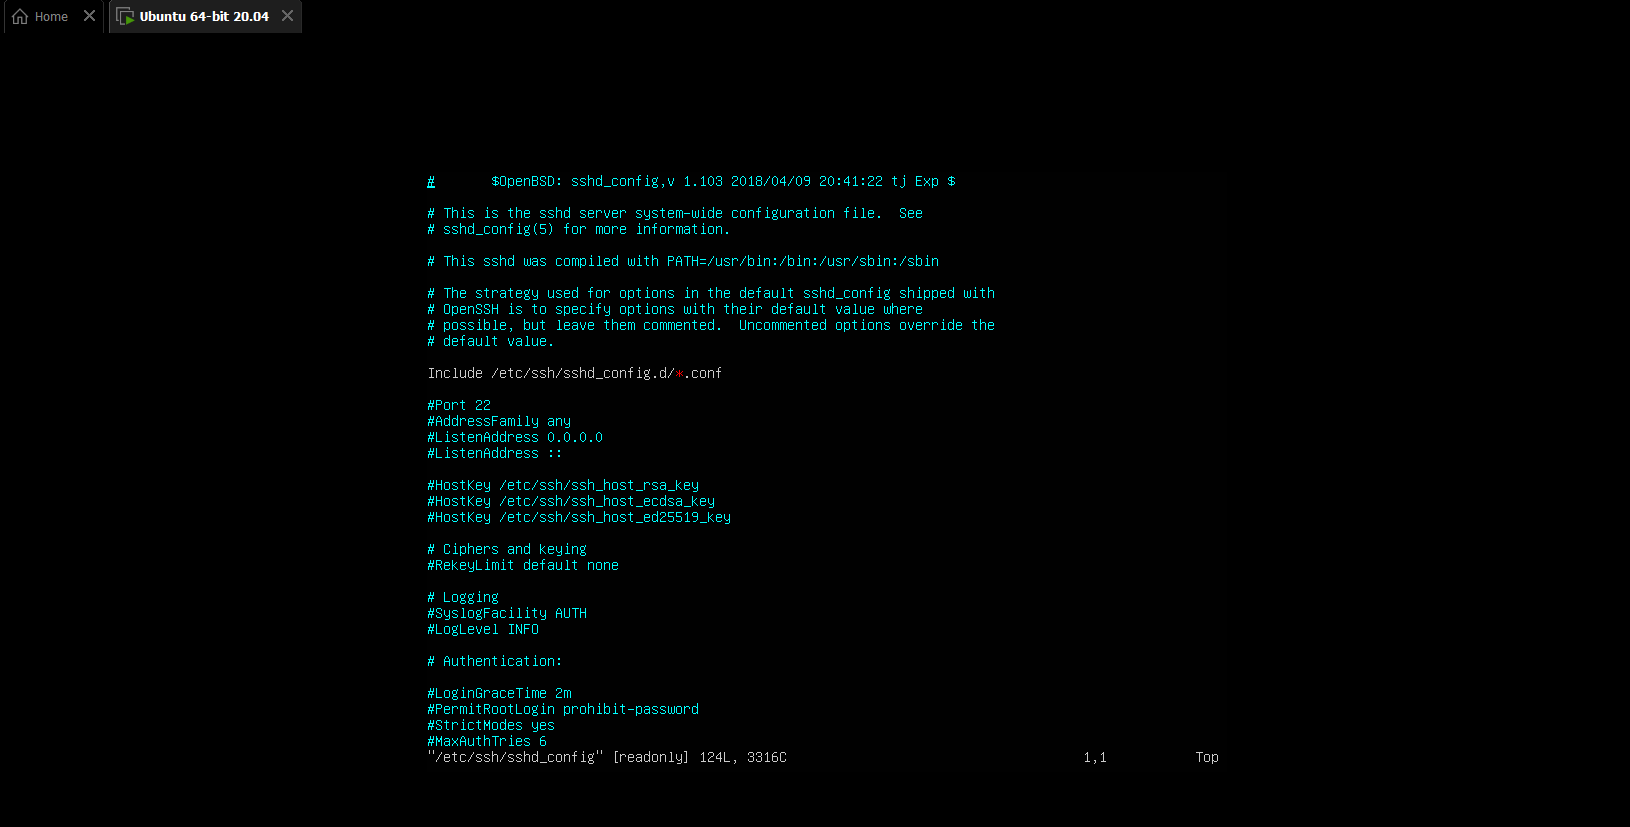 Home
Ubuntu 64-bit 20.04
#       $OpenBSD: sshd_config,v 1.103 2018/04/09 20:41:22 tj Exp $
# This is the sshd server system-wide configuration file.  See
# sshd_config(5) for more information.
# This sshd was compiled with PATH=/usr/bin:/bin:/usr/sbin:/sbin
# The strategy used for options in the default sshd_config shipped with
# OpenSSH is to specify options with their default value where
# possible, but leave them commented.  Uncommented options override the
# default value.
Include /etc/ssh/sshd_config.d/*.conf
#Port 22
#AddressFamily any
#ListenAddress 0.0.0.0
#ListenAddress ::
#HostKey /etc/ssh/ssh_host_rsa_key
#HostKey /etc/ssh/ssh_host_ecdsa_key
#HostKey /etc/ssh/ssh_host_ed25519_key
# Ciphers and keying
#RekeyLimit default none
# Logging
#SyslogFacility AUTH
#LogLevel INFO
# Authentication:
#LoginGraceTime 2m
#PermitRootLogin prohibit-password
#StrictModes yes
#MaxAuthTries 6
"/etc/ssh/sshd_config" [readonly] 124L, 3316C 1,1 Top